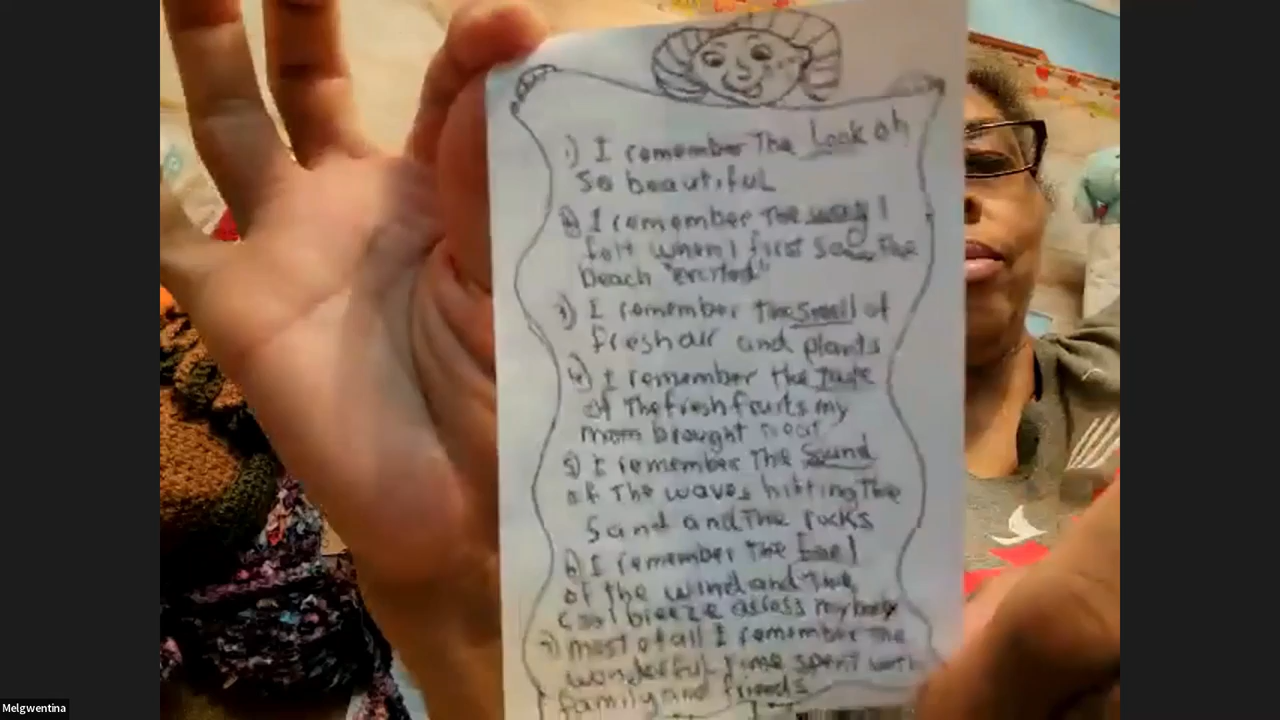 1) I remember The Look oh
So beautiful
2) I remember The way I
felt when I first saw The
beach "excited"
3) I remember the smell of
fresh air and plants
4) I remember the taste
of The fresh fruits my
mom brought
5) I remember The Sound
of The waves hitting The
Sand and The rocks
6) I remember the feel
of the wind and The
cool breeze across my body
7) most of all I remember The
wonderful time spent with
family and friends
Melgwentina